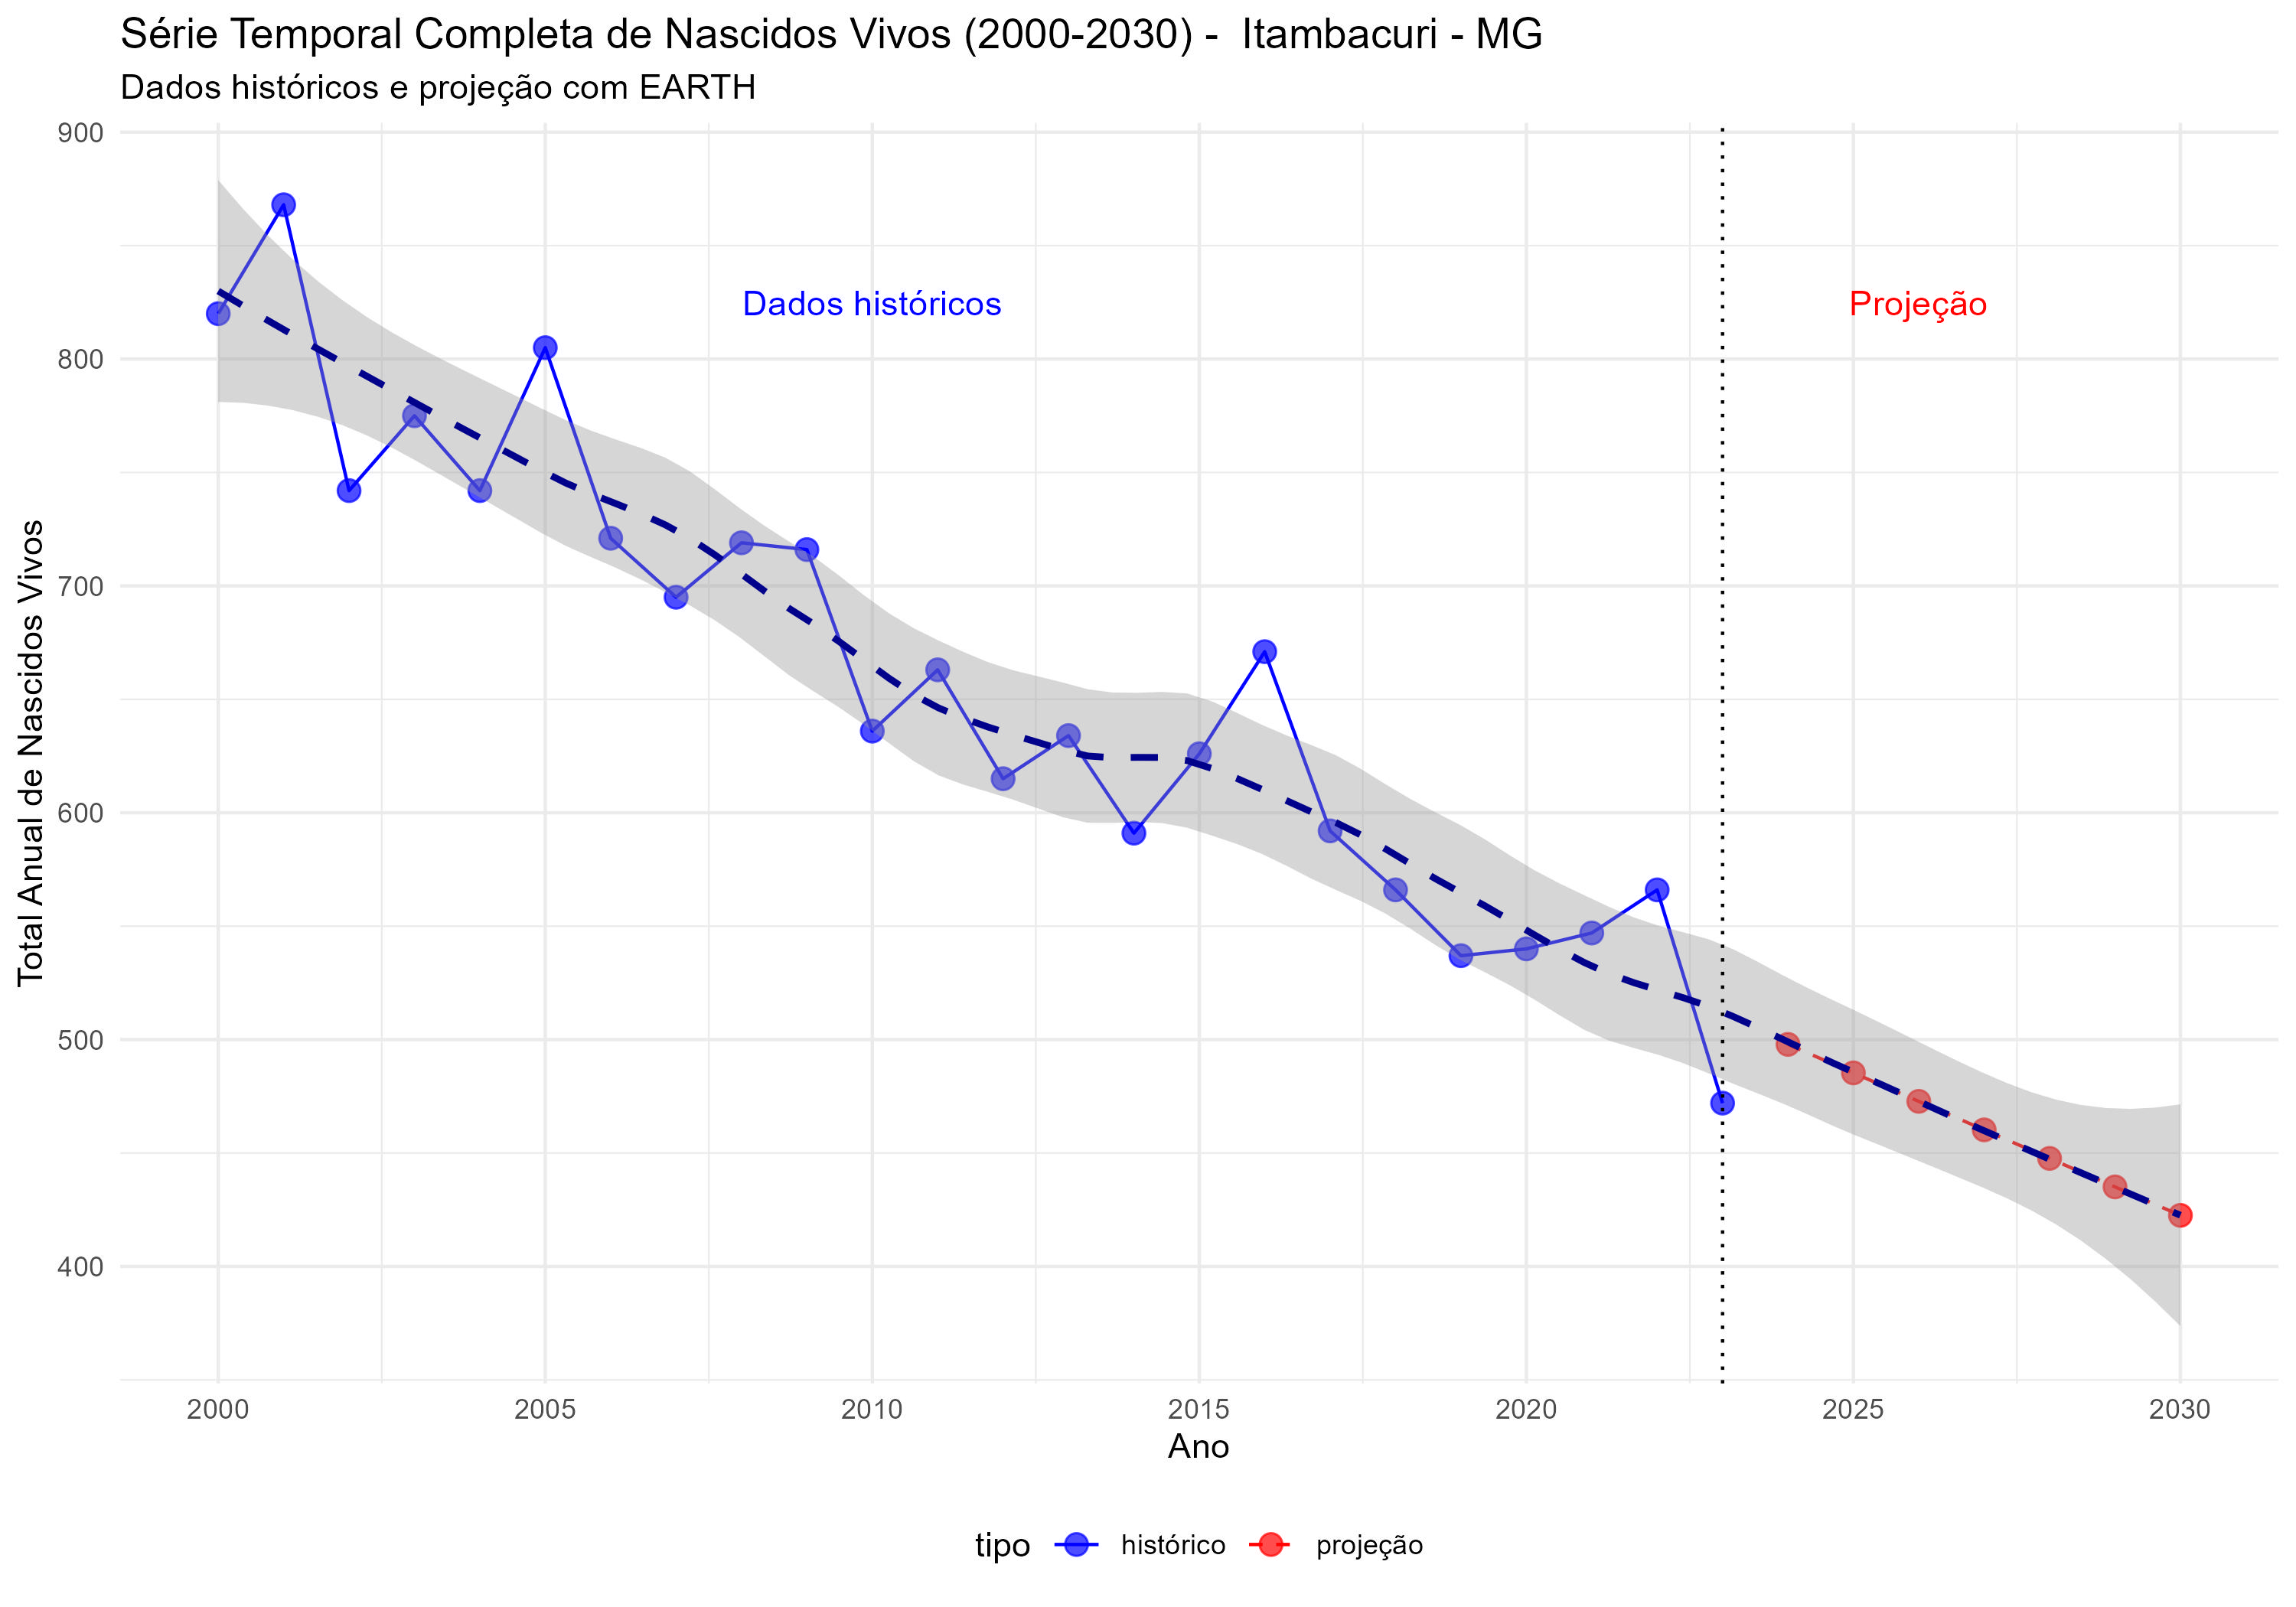 Série Temporal Completa de Nascidos Vivos (2000-2030) -  Itambacuri - MG
Dados históricos e projeção com EARTH
Total Anual de Nascidos Vivos
900
800
700
600
500
400
Dados históricos
Projeção
2000 2005 2010 2015 2020 2025 2030
Ano
tipo histórico projeção